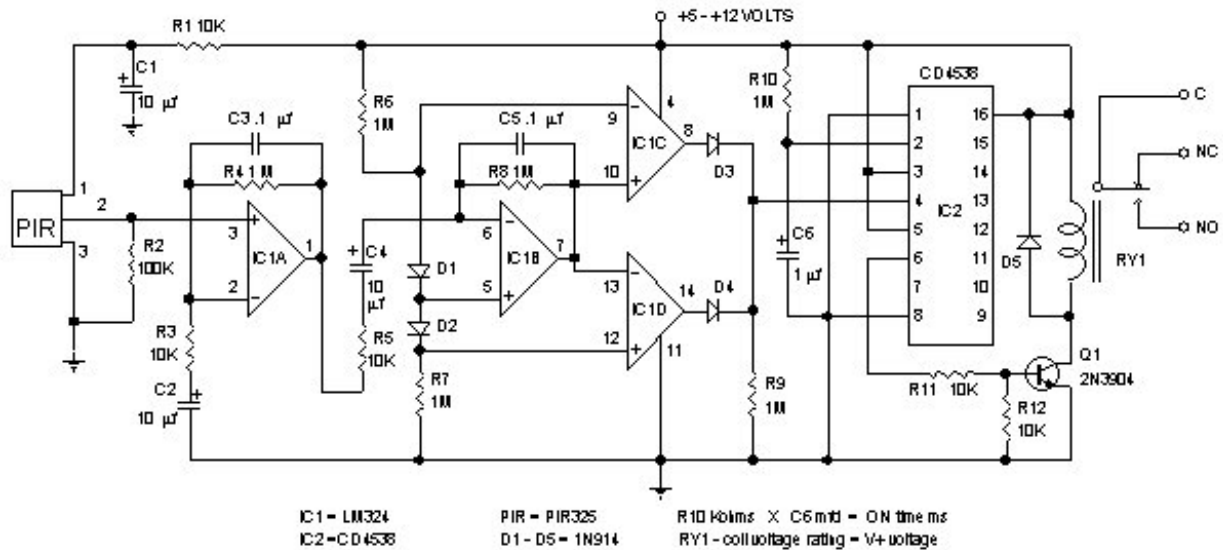 +5-+12VOLTS
R1 10K
C1
10 µf
R6
1M
C3 .1 µf
R4 1M
C5 .1 µf
R8 1M
4
9
IC1C
8
10
D3
R10
1M
CD4538
1
2
3
4
5
6
7
8
16
15
14
13
12
11
10
9
IC2
C
NC
NO
PIR
1
2
3
R2
100K
3
IC1A
1
2
C4
10 µf
D1
D2
6
IC1B
7
5
13
IC1D
14
12
11
D4
C6
1 µf
D5
RY1
R3
10K
C2
10 µf
R5
10K
R7
1M
R9
1M
R11
10K
Q1
2N3904
R12
10K
IC1 = LM324
PIR = PIR325
R10 Kohms X C6 mfd = ON time ms
IC2=CD4538
D1 - D5 = 1N914
RY1 - coil voltage rating = V+ voltage